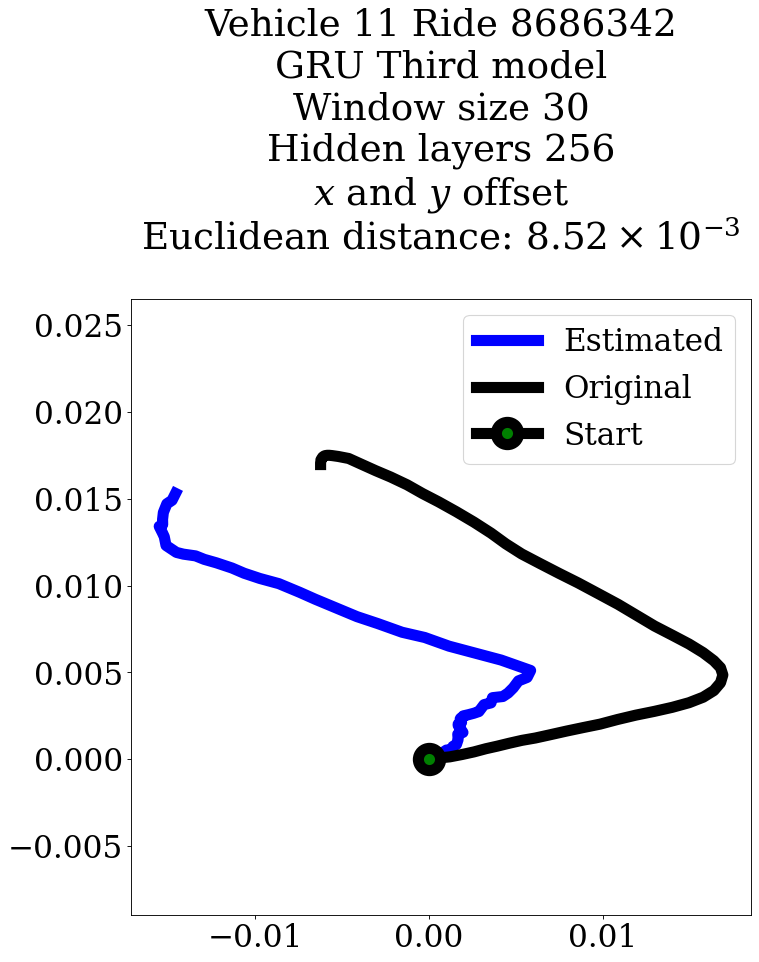 Vehicle 11 Ride 8686342
GRU Third model
Window size 30
Hidden layers 256
x and y offset
Euclidean distance: 8.52 × 10⁻³
Estimated
Original
Start
0.025
0.020
0.015
0.010
0.005
0.000
−0.005
−0.01 0.00 0.01